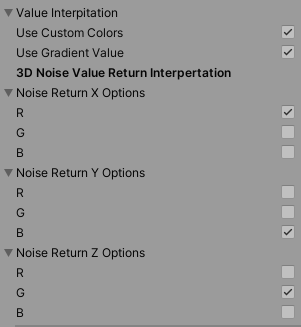 Value Interpitation
Use Custom Colors
Use Gradient Value
3D Noise Value Return Interpertation
Noise Return X Options
R
G
B
Noise Return Y Options
R
G
B
Noise Return Z Options
R
G
B